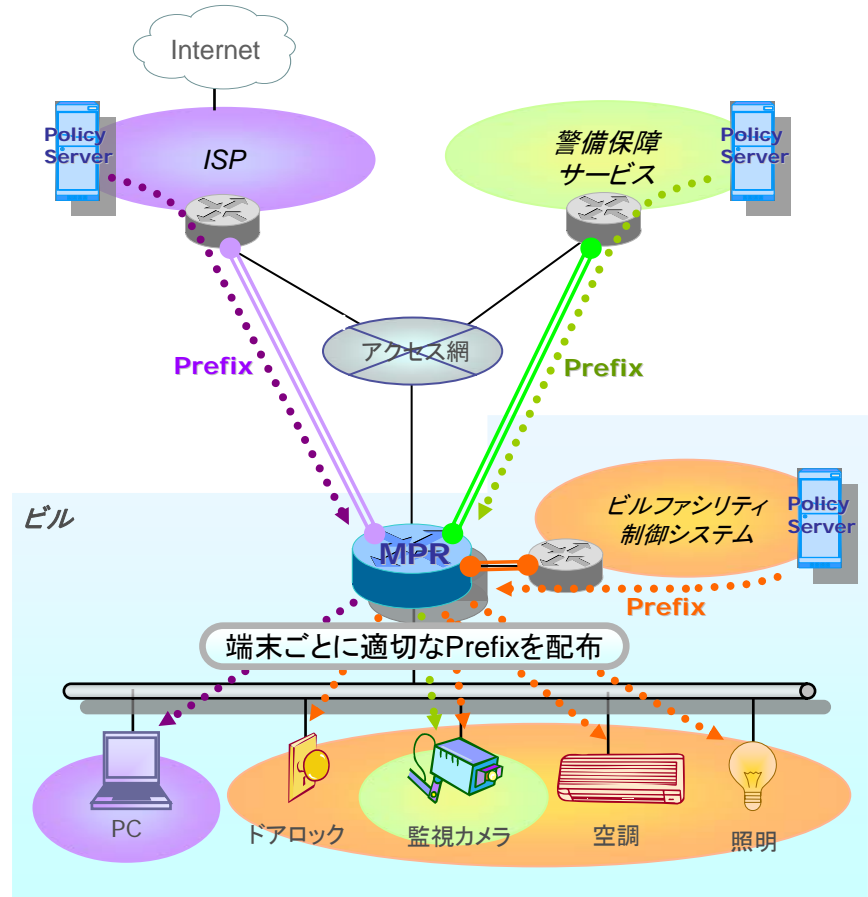 Internet
Policy
Server
ISP
警備保障
サービス
Policy
Server
アクセス網
Prefix
Prefix
ビル
ビルファシリティ
制御システム
Policy
Server
MPR
Prefix
端末ごとに適切なPrefixを配布
PC
ドアロック
監視カメラ
空調
照明